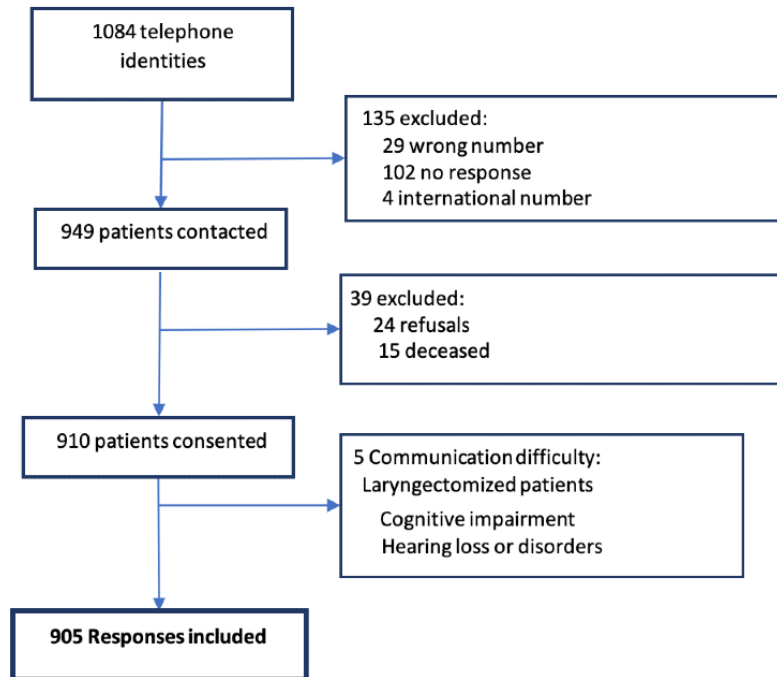 1084 telephone
identities
135 excluded:
29 wrong number
102 no response
4 international number
949 patients contacted
39 excluded:
24 refusals
15 deceased
910 patients consented
5 Communication difficulty:
Laryngectomized patients
Cognitive impairment
Hearing loss or disorders
905 Responses included